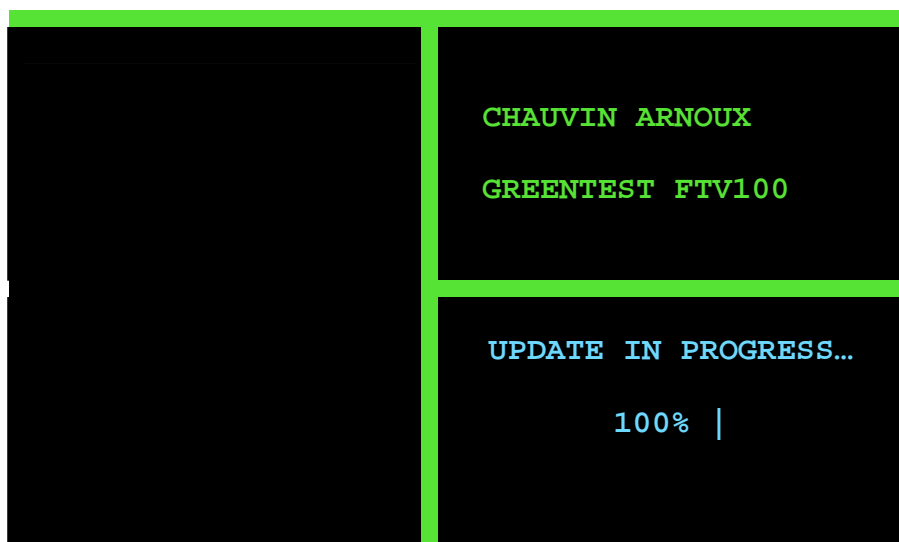 CHAUVIN ARNOUX
GREENTEST FTV100
UPDATE IN PROGRESS…
100% |